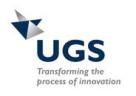 UGS
Transforming the
process of innovation